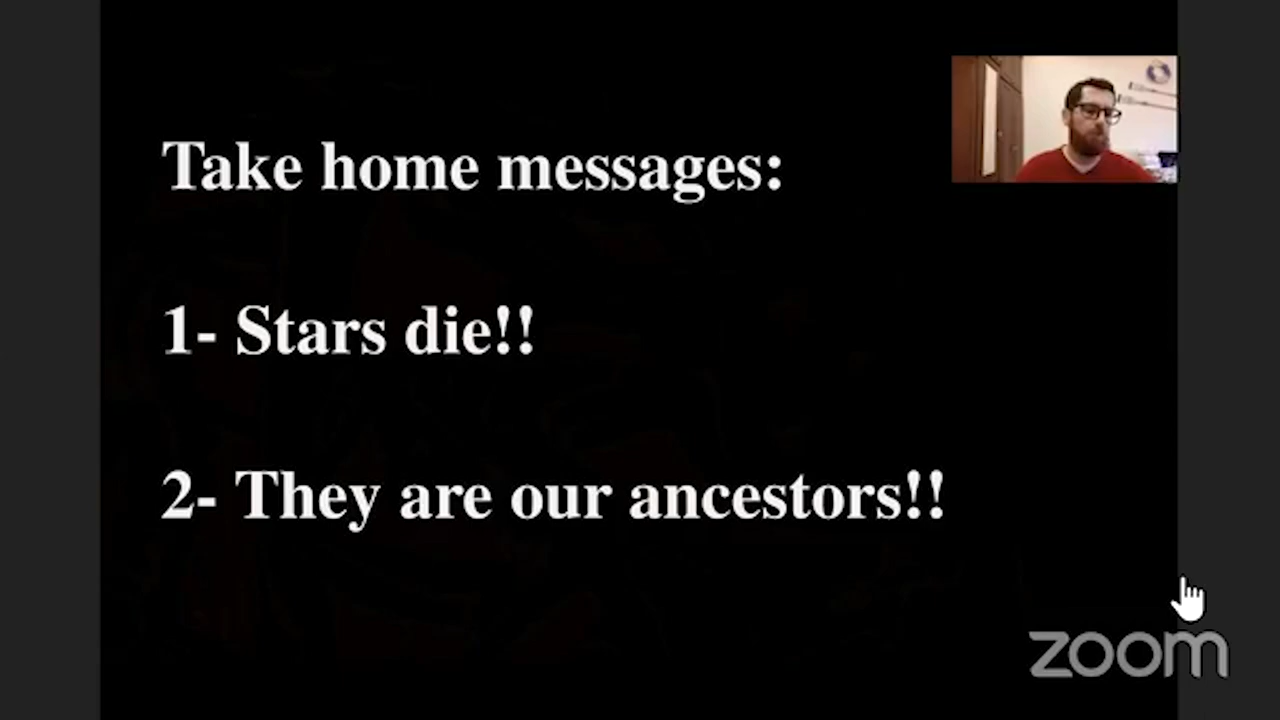 Take home messages:
1- Stars die!!
2- They are our ancestors!!
zoom